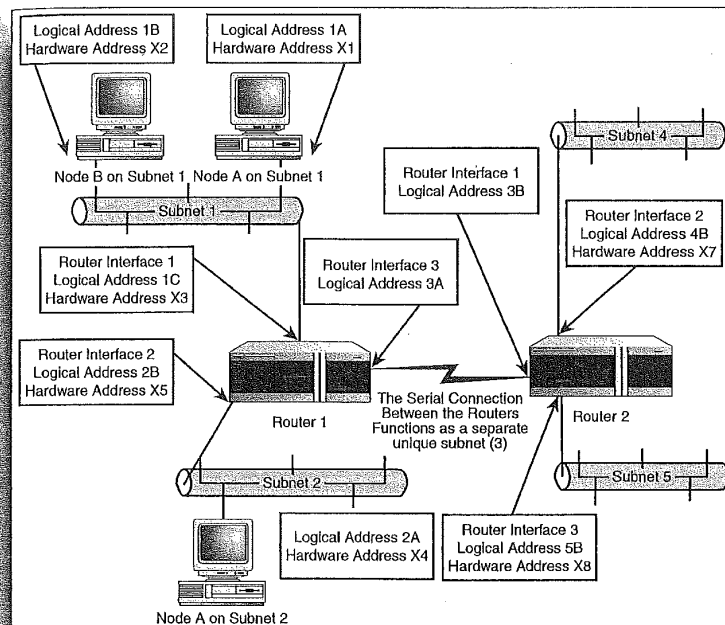 Logical Address 1B
Hardware Address X2
Logical Address 1A
Hardware Address X1
Node B on Subnet 1
Node A on Subnet 1
Subnet 1
Subnet 4
Router Interface 1
Logical Address 3B
Router Interface 2
Logical Address 4B
Hardware Address X7
Router Interface 1
Logical Address 1C
Hardware Address X3
Router Interface 3
Logical Address 3A
Router Interface 2
Logical Address 2B
Hardware Address X5
Router 1
The Serial Connection
Between the Routers
Functions as a separate
unique subnet (3)
Router 2
Subnet 2
Subnet 5
Logical Address 2A
Hardware Address X4
Router Interface 3
Logical Address 5B
Hardware Address X8
Node A on Subnet 2